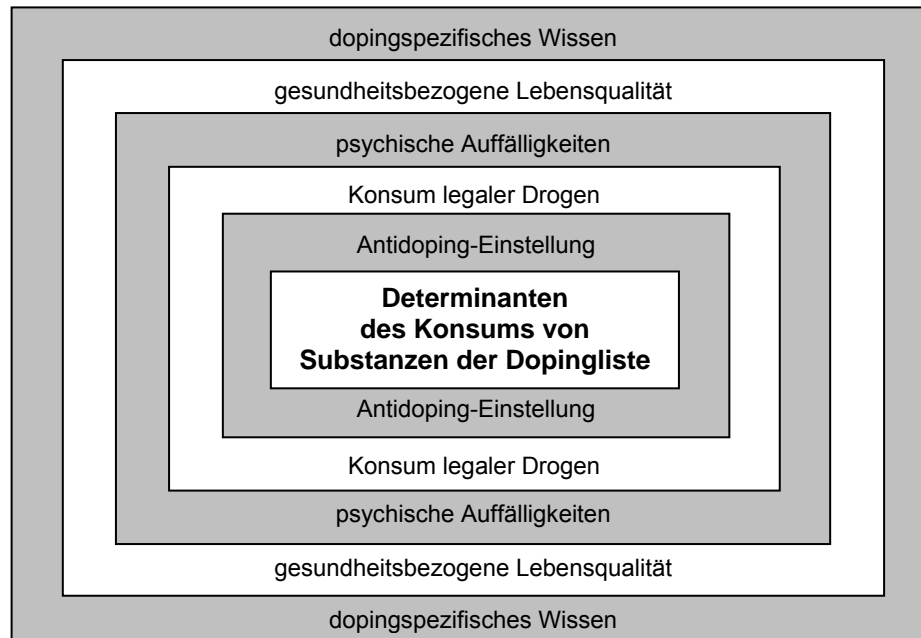 dopingspezifisches Wissen
gesundheitsbezogene Lebensqualität
psychische Auffälligkeiten
Konsum legaler Drogen
Antidoping-Einstellung
Determinanten
des Konsums von
Substanzen der Dopingliste
Antidoping-Einstellung
Konsum legaler Drogen
psychische Auffälligkeiten
gesundheitsbezogene Lebensqualität
dopingspezifisches Wissen